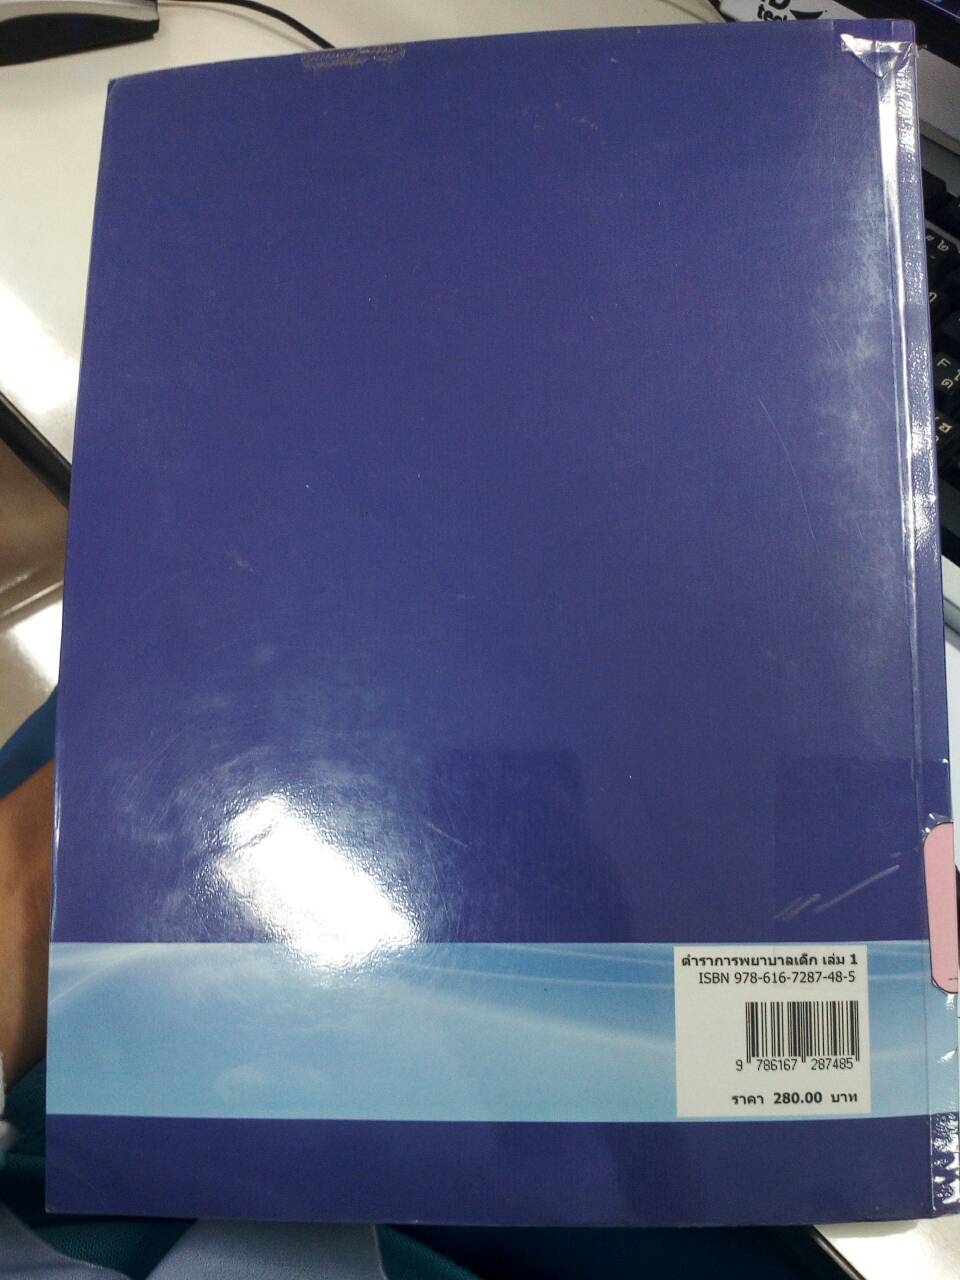 ตำราการพยาบาลเด็ก เล่ม 1
ISBN 978-616-7287-48-5
9 786167 287485
ราคา 280.00 บาท